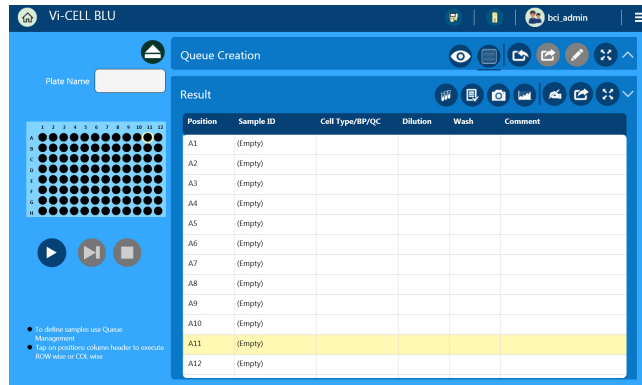 Vi-CELL BLU
bci_admin
Plate Name
Queue Creation
Result
1 2 3 4 5 6 7 8 9 10 11 12
A
B
C
D
E
F
G
H
Position Sample ID Cell Type/BP/QC Dilution Wash Comment
A1 (Empty)
A2 (Empty)
A3 (Empty)
A4 (Empty)
A5 (Empty)
A6 (Empty)
A7 (Empty)
A8 (Empty)
A9 (Empty)
A10 (Empty)
A11 (Empty)
A12 (Empty)
To define samples use Queue
Management
Tap on positions column header to execute
ROW wise or COL wise